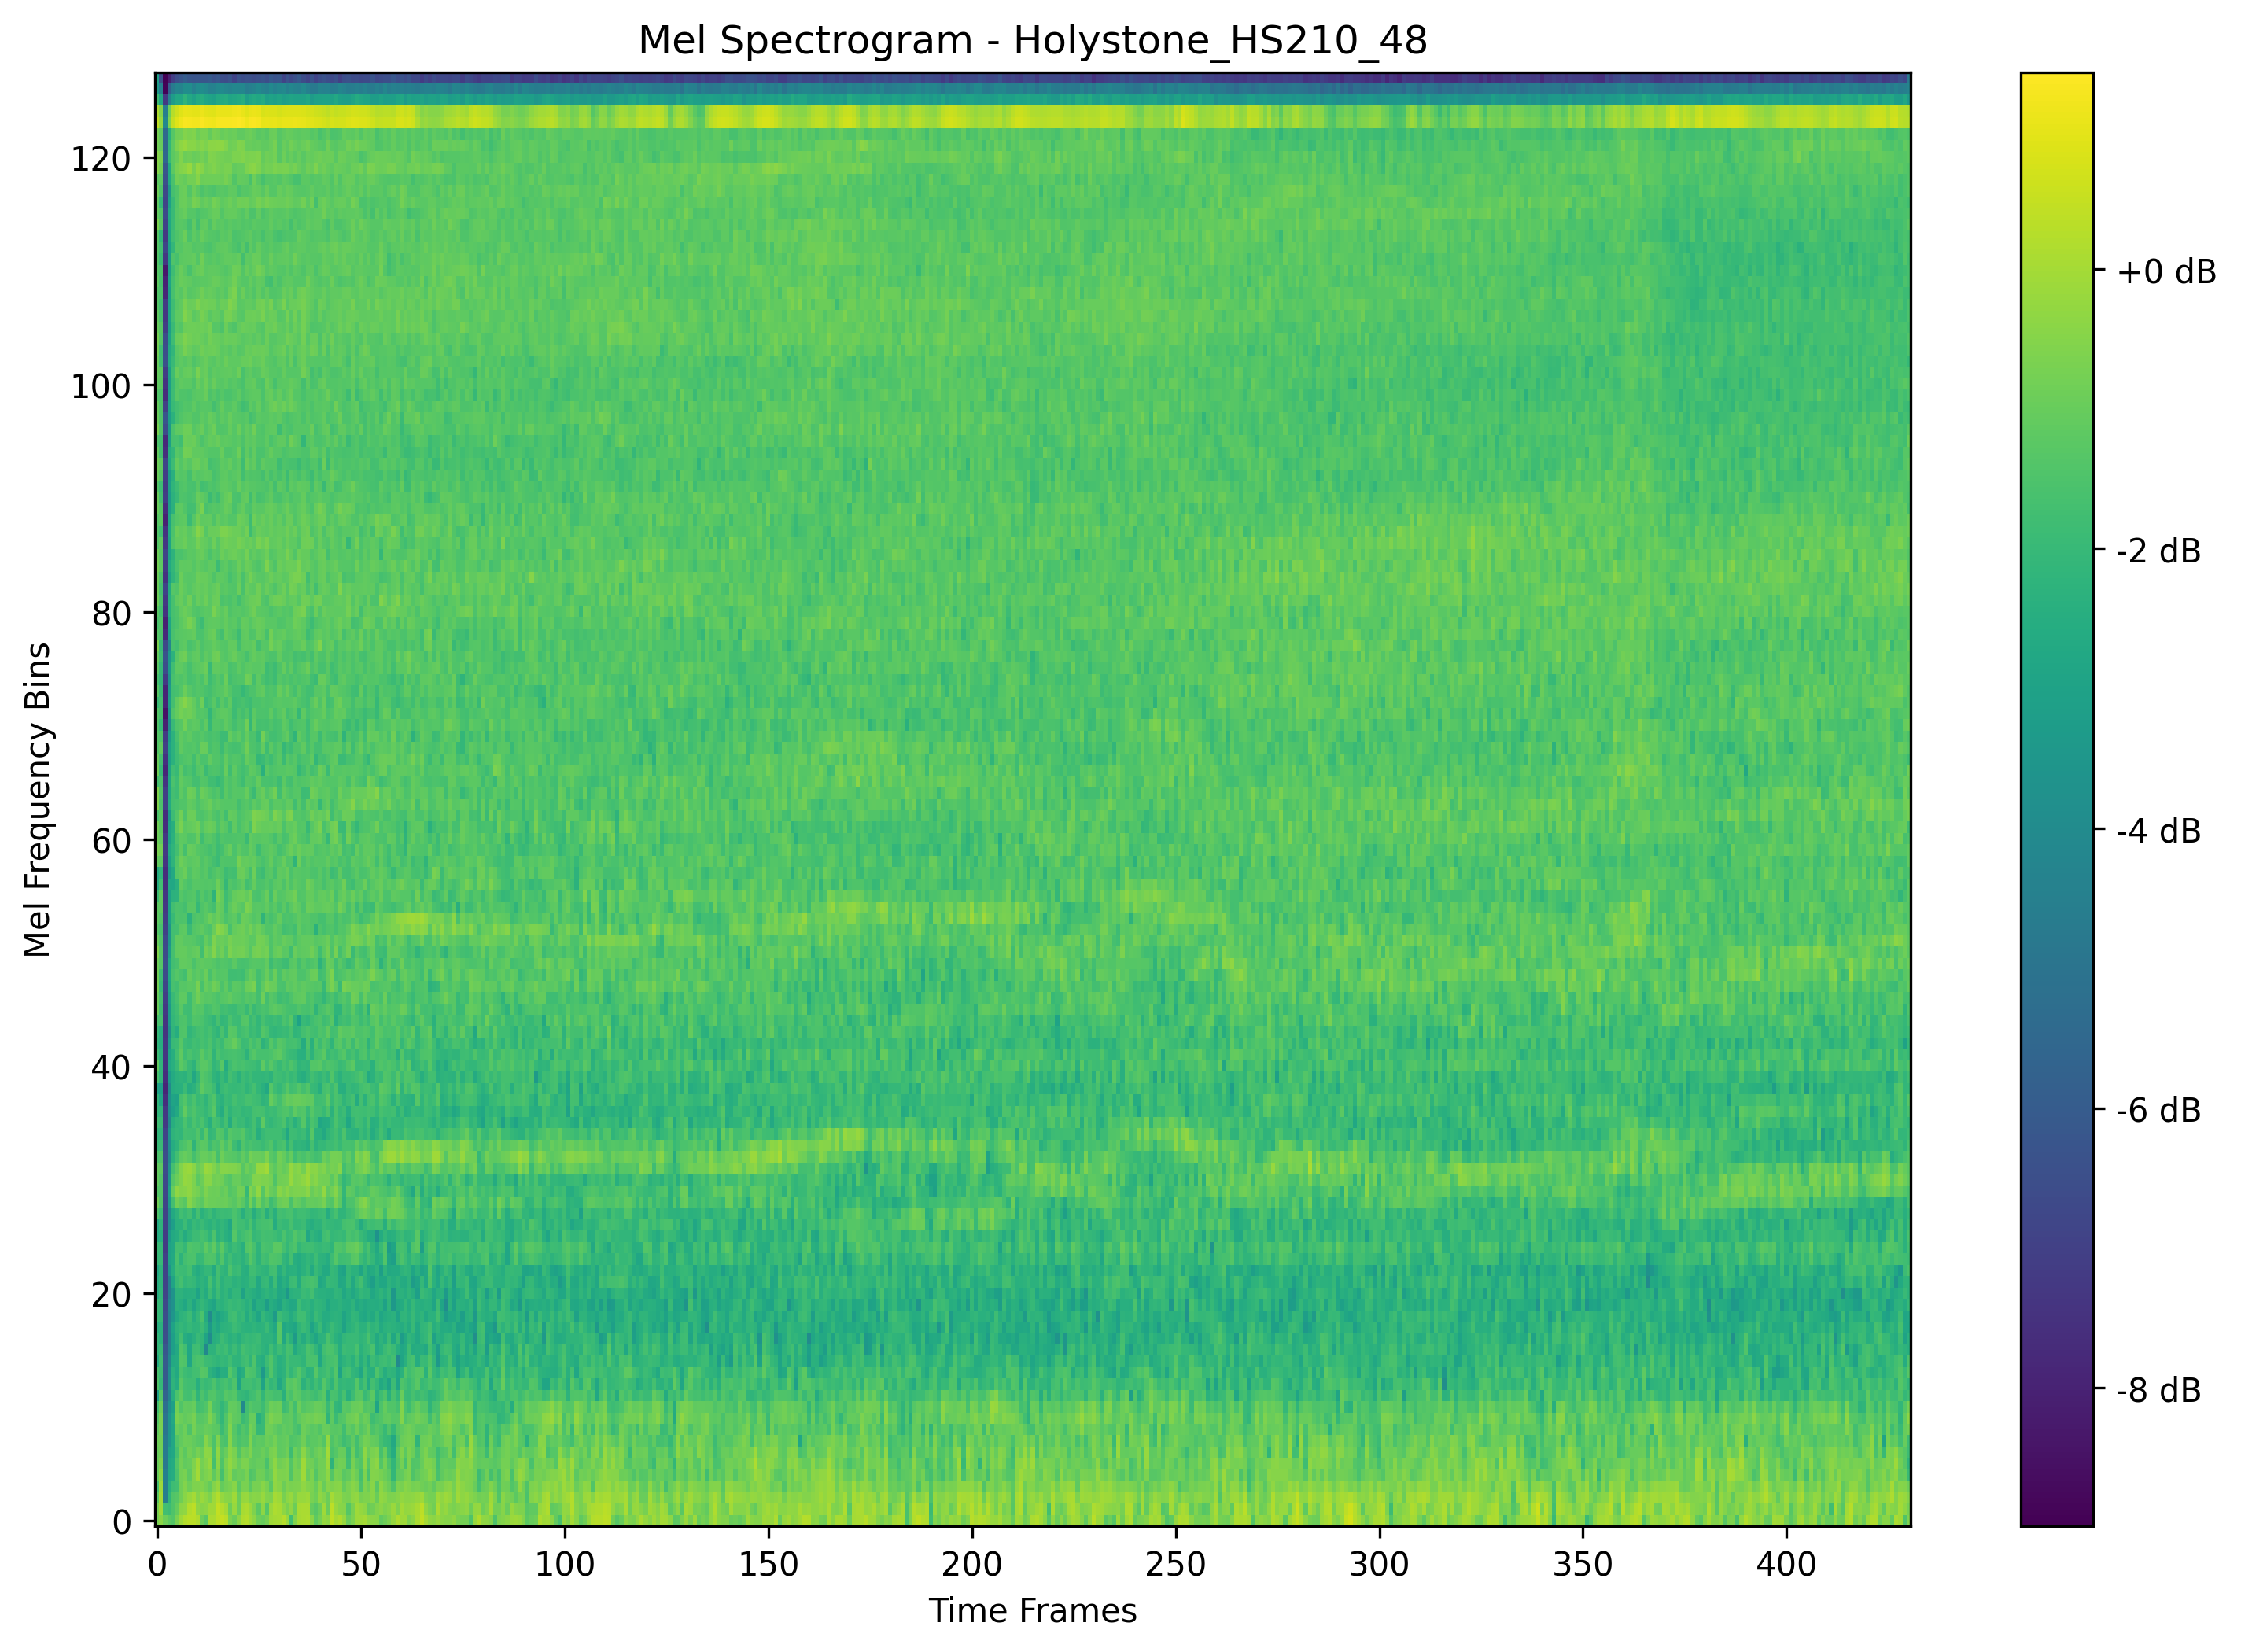 Mel Spectrogram - Holystone_HS210_48
Mel Frequency Bins
120
100
80
60
40
20
0
0 50 100 150 200 250 300 350 400
Time Frames
+0 dB
-2 dB
-4 dB
-6 dB
-8 dB